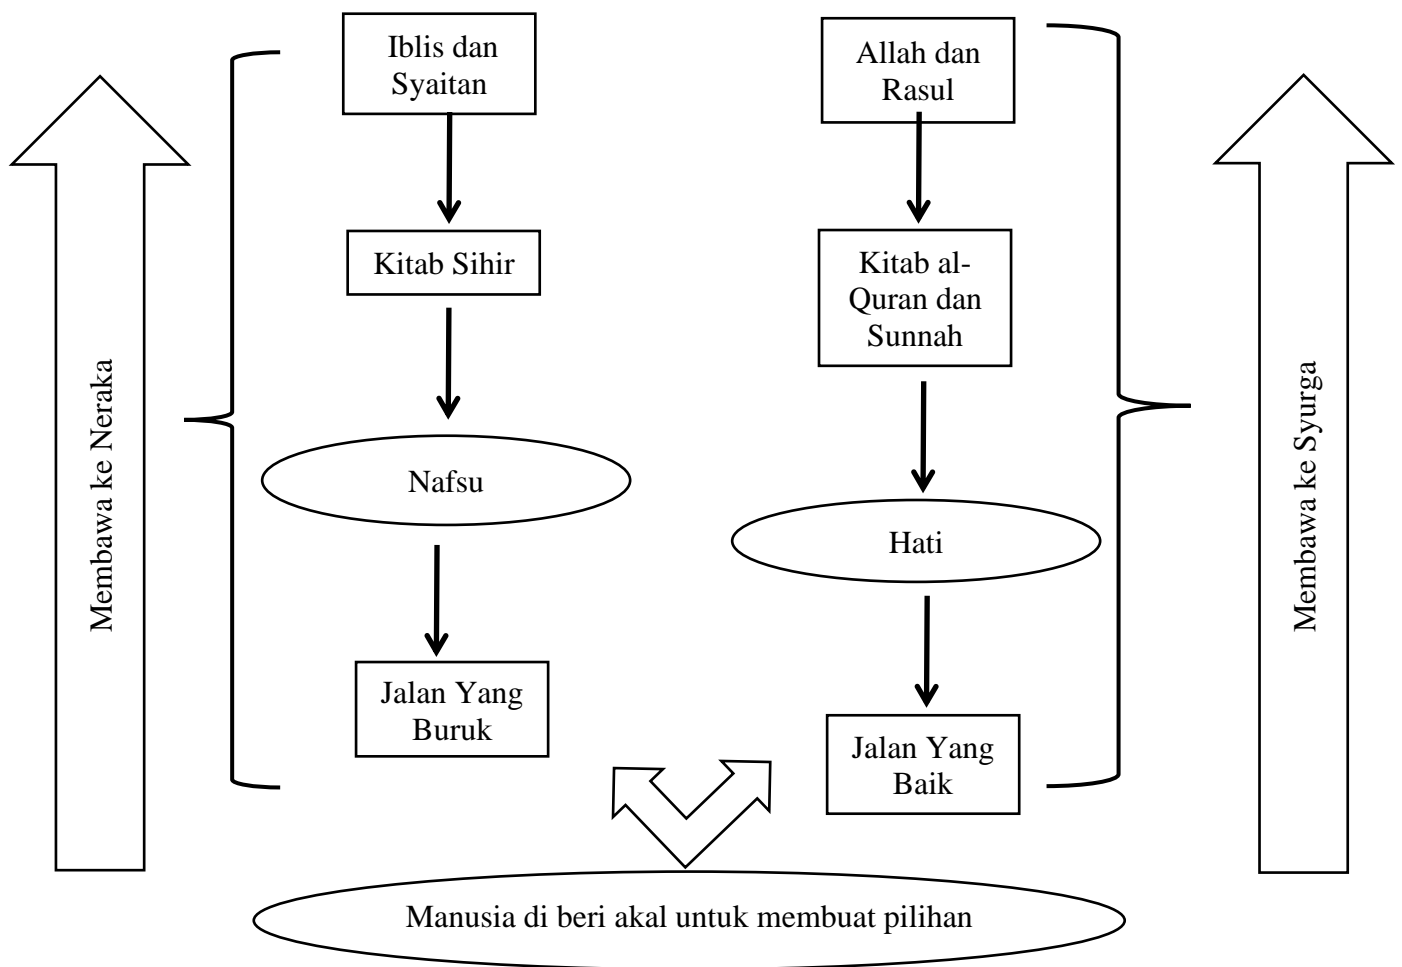 Iblis dan
Syaitan
Kitab Sihir
Nafsu
Jalan Yang
Buruk
Membawa ke Neraka
Allah dan
Rasul
Kitab al-
Quran dan
Sunnah
Hati
Jalan Yang
Baik
Membawa ke Syurga
Manusia di beri akal untuk membuat pilihan